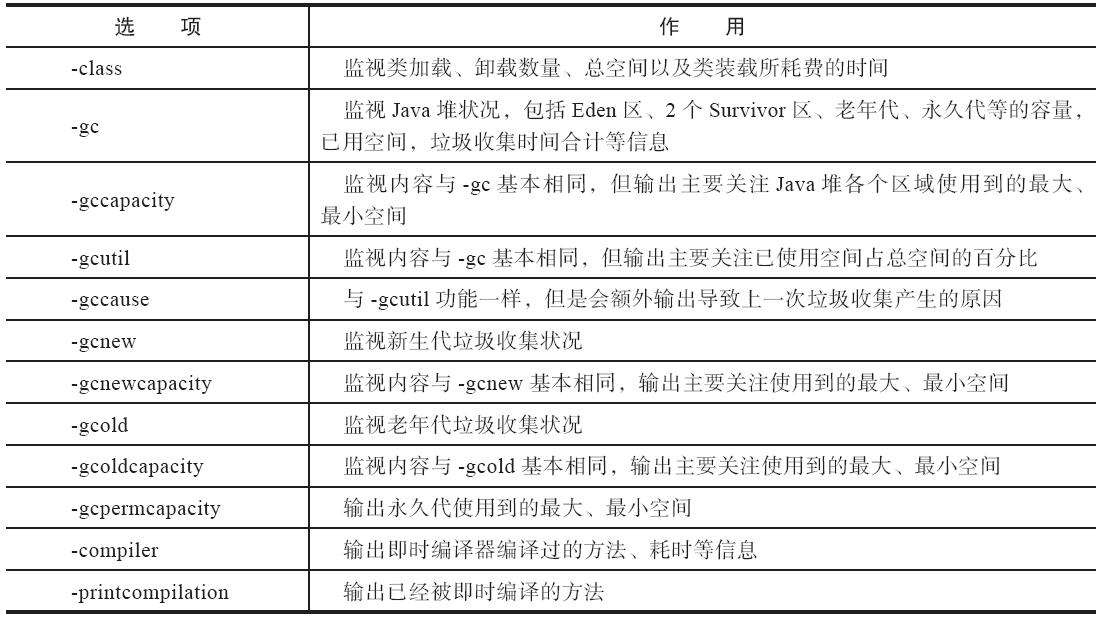 选 项 作 用
-class 监视类加载、卸载数量、总空间以及类装载所耗费的时间
-gc 监视 Java 堆状况，包括 Eden 区、2 个 Survivor 区、老年代、永久代等的容量，
已用空间，垃圾收集时间合计等信息
-gccapacity 监视内容与 -gc 基本相同，但输出主要关注 Java 堆各个区域使用到的最大、
最小空间
-gcutil 监视内容与 -gc 基本相同，但输出主要关注已使用空间占总空间的百分比
-gccause 与 -gcutil 功能一样，但是会额外输出导致上一次垃圾收集产生的原因
-gcnew 监视新生代垃圾收集状况
-gcnewcapacity 监视内容与 -gcnew 基本相同，输出主要关注使用到的最大、最小空间
-gcold 监视老年代垃圾收集状况
-gcoldcapacity 监视内容与 -gcold 基本相同，输出主要关注使用到的最大、最小空间
-gcpermcapacity 输出永久代使用到的最大、最小空间
-compiler 输出即时编译器编译过的方法、耗时等信息
-printcompilation 输出已经被即时编译的方法